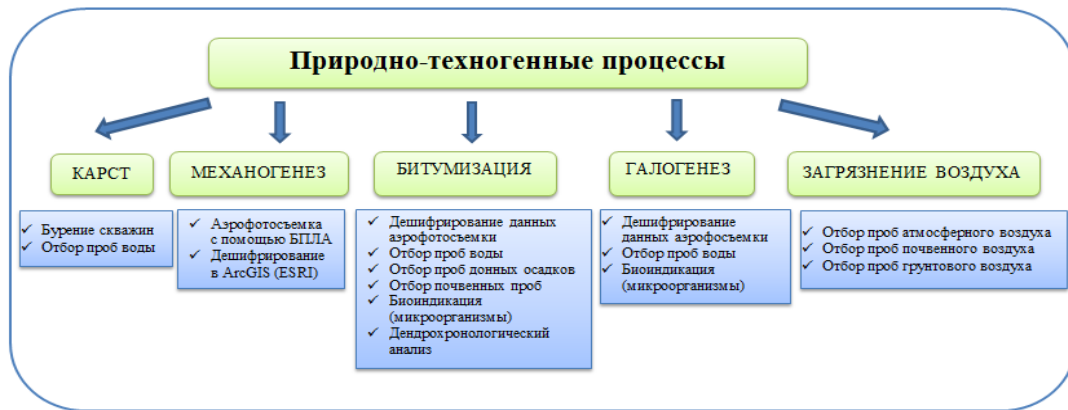 Природно-техногенные процессы
КАРСТ
МЕХАНОГЕНЕЗ
БИТУМИЗАЦИЯ
ГАЛОГЕНЕЗ
ЗАГРЯЗНЕНИЕ ВОЗДУХА
✓ Бурение скважин
✓ Отбор проб воды
✓ Аэрофотосъемка
с помощью БПЛА
✓ Дешифрирование
в ArcGIS (ESRI)
✓ Дешифрирование данных
аэрофотосъемки
✓ Отбор проб воды
✓ Отбор проб донных осадков
✓ Отбор почвенных проб
✓ Биоиндикация
(микроорганизмы)
✓ Дендрохронологический
анализ
✓ Дешифрирование
данных аэрофосъемки
✓ Отбор проб воды
✓ Биоиндикация
(микроорганизмы)
✓ Отбор проб атмосферного воздуха
✓ Отбор проб почвенного воздуха
✓ Отбор проб грунтового воздуха